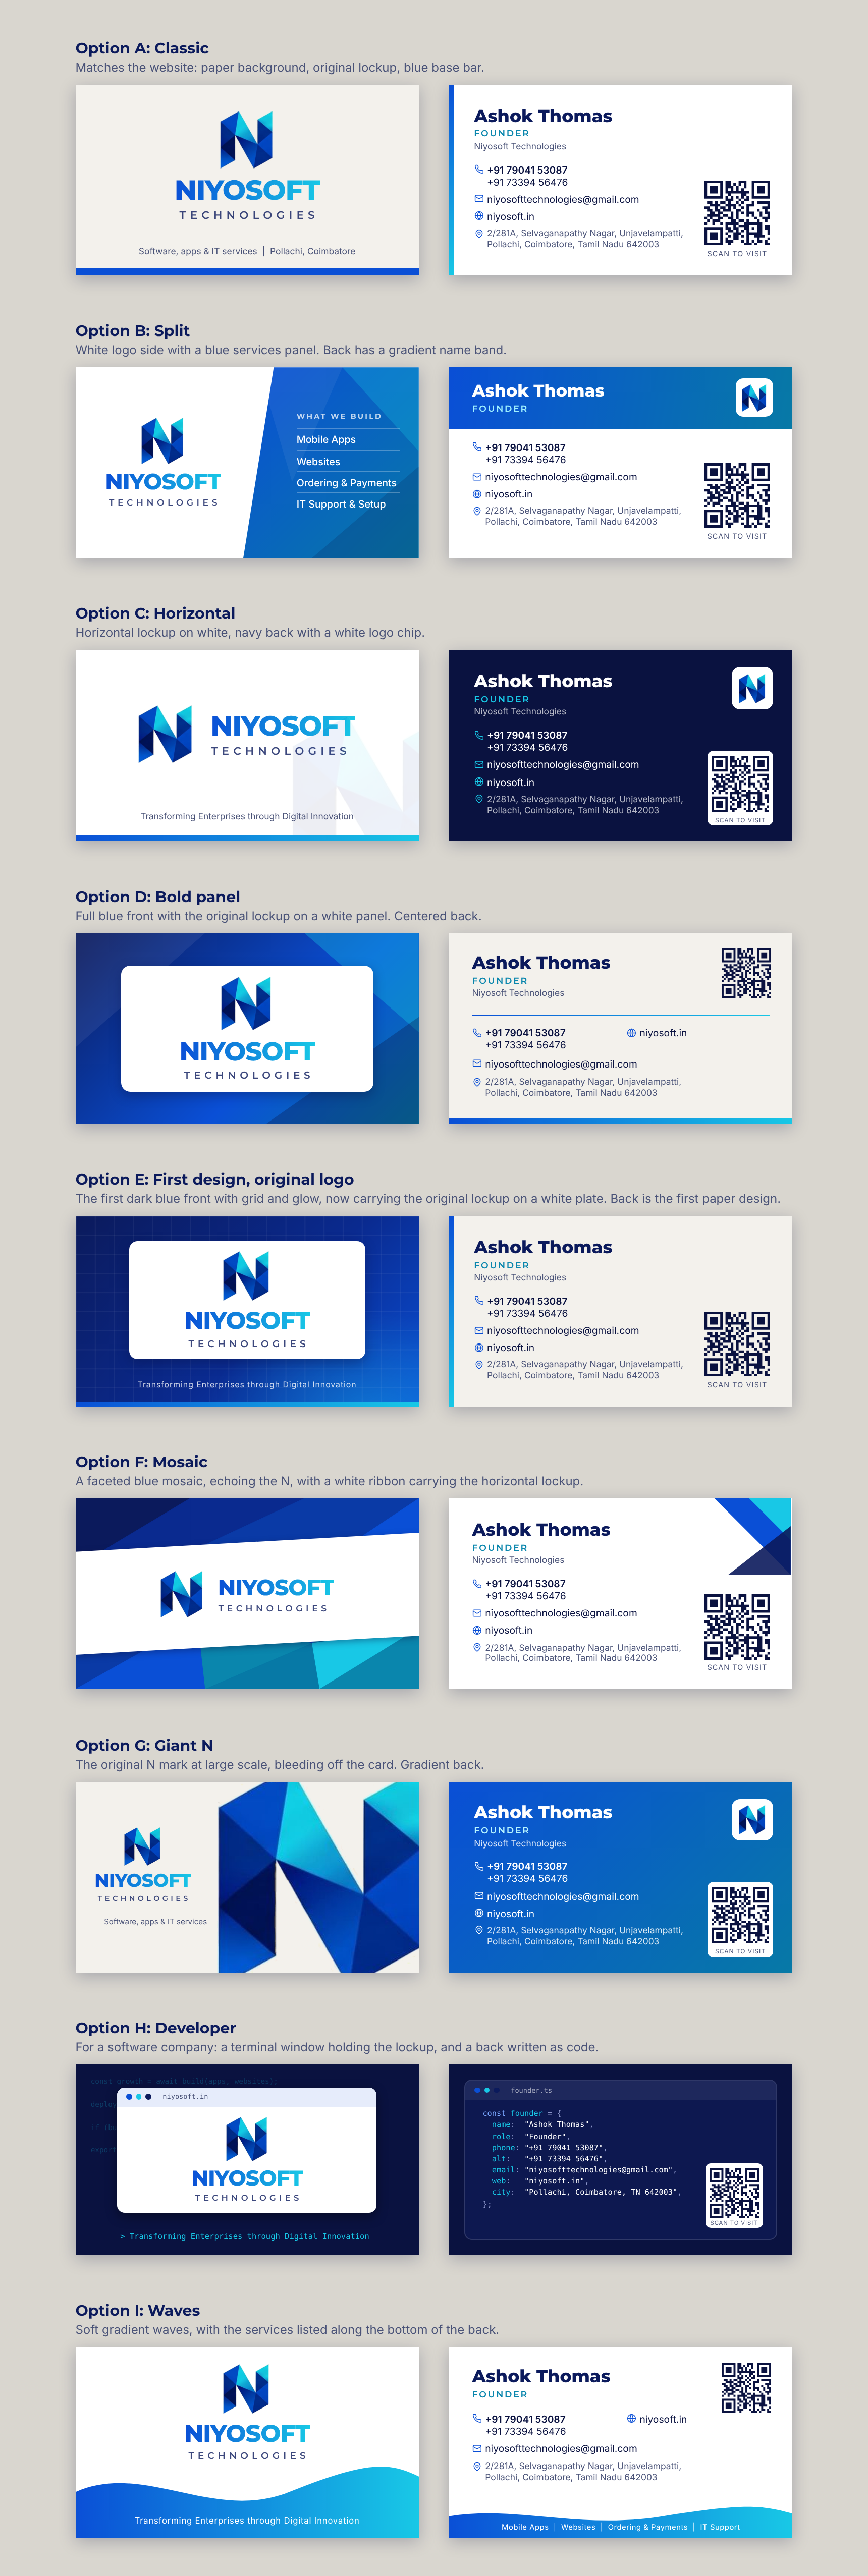 Option A: Classic
Matches the website: paper background, original lockup, blue base bar.
NIYOSOFT
TECHNOLOGIES
Software, apps & IT services | Pollachi, Coimbatore
Ashok Thomas
FOUNDER
Niyosoft Technologies
+91 79041 53087
+91 73394 56476
niyosofttechnologies@gmail.com
niyosoft.in
2/281A, Selvaganapathy Nagar, Unjavelampatti,
Pollachi, Coimbatore, Tamil Nadu 642003
SCAN TO VISIT
Option B: Split
White logo side with a blue services panel. Back has a gradient name band.
NIYOSOFT
TECHNOLOGIES
WHAT WE BUILD
Mobile Apps
Websites
Ordering & Payments
IT Support & Setup
Ashok Thomas
FOUNDER
+91 79041 53087
+91 73394 56476
niyosofttechnologies@gmail.com
niyosoft.in
2/281A, Selvaganapathy Nagar, Unjavelampatti,
Pollachi, Coimbatore, Tamil Nadu 642003
SCAN TO VISIT
Option C: Horizontal
Horizontal lockup on white, navy back with a white logo chip.
NIYOSOFT
TECHNOLOGIES
Transforming Enterprises through Digital Innovation
Ashok Thomas
FOUNDER
Niyosoft Technologies
+91 79041 53087
+91 73394 56476
niyosofttechnologies@gmail.com
niyosoft.in
2/281A, Selvaganapathy Nagar, Unjavelampatti,
Pollachi, Coimbatore, Tamil Nadu 642003
SCAN TO VISIT
Option D: Bold panel
Full blue front with the original lockup on a white panel. Centered back.
NIYOSOFT
TECHNOLOGIES
Ashok Thomas
FOUNDER
Niyosoft Technologies
+91 79041 53087
+91 73394 56476
niyosoft.in
niyosofttechnologies@gmail.com
2/281A, Selvaganapathy Nagar, Unjavelampatti,
Pollachi, Coimbatore, Tamil Nadu 642003
Option E: First design, original logo
The first dark blue front with grid and glow, now carrying the original lockup on a white plate. Back is the first paper design.
NIYOSOFT
TECHNOLOGIES
Transforming Enterprises through Digital Innovation
Ashok Thomas
FOUNDER
Niyosoft Technologies
+91 79041 53087
+91 73394 56476
niyosofttechnologies@gmail.com
niyosoft.in
2/281A, Selvaganapathy Nagar, Unjavelampatti,
Pollachi, Coimbatore, Tamil Nadu 642003
SCAN TO VISIT
Option F: Mosaic
A faceted blue mosaic, echoing the N, with a white ribbon carrying the horizontal lockup.
NIYOSOFT
TECHNOLOGIES
Ashok Thomas
FOUNDER
Niyosoft Technologies
+91 79041 53087
+91 73394 56476
niyosofttechnologies@gmail.com
niyosoft.in
2/281A, Selvaganapathy Nagar, Unjavelampatti,
Pollachi, Coimbatore, Tamil Nadu 642003
SCAN TO VISIT
Option G: Giant N
The original N mark at large scale, bleeding off the card. Gradient back.
NIYOSOFT
TECHNOLOGIES
Software, apps & IT services
Ashok Thomas
FOUNDER
Niyosoft Technologies
+91 79041 53087
+91 73394 56476
niyosofttechnologies@gmail.com
niyosoft.in
2/281A, Selvaganapathy Nagar, Unjavelampatti,
Pollachi, Coimbatore, Tamil Nadu 642003
SCAN TO VISIT
Option H: Developer
For a software company: a terminal window holding the lockup, and a back written as code.
const growth = await build(apps, websites);
niyosoft.in
NIYOSOFT
TECHNOLOGIES
> Transforming Enterprises through Digital Innovation_
founder.ts
const founder = {
name: "Ashok Thomas",
role: "Founder",
phone: "+91 79041 53087",
alt: "+91 73394 56476",
email: "niyosofttechnologies@gmail.com",
web: "niyosoft.in",
city: "Pollachi, Coimbatore, TN 642003",
};
SCAN TO VISIT
Option I: Waves
Soft gradient waves, with the services listed along the bottom of the back.
NIYOSOFT
TECHNOLOGIES
Transforming Enterprises through Digital Innovation
Ashok Thomas
FOUNDER
+91 79041 53087
+91 73394 56476
niyosoft.in
niyosofttechnologies@gmail.com
2/281A, Selvaganapathy Nagar, Unjavelampatti,
Pollachi, Coimbatore, Tamil Nadu 642003
Mobile Apps | Websites | Ordering & Payments | IT Support